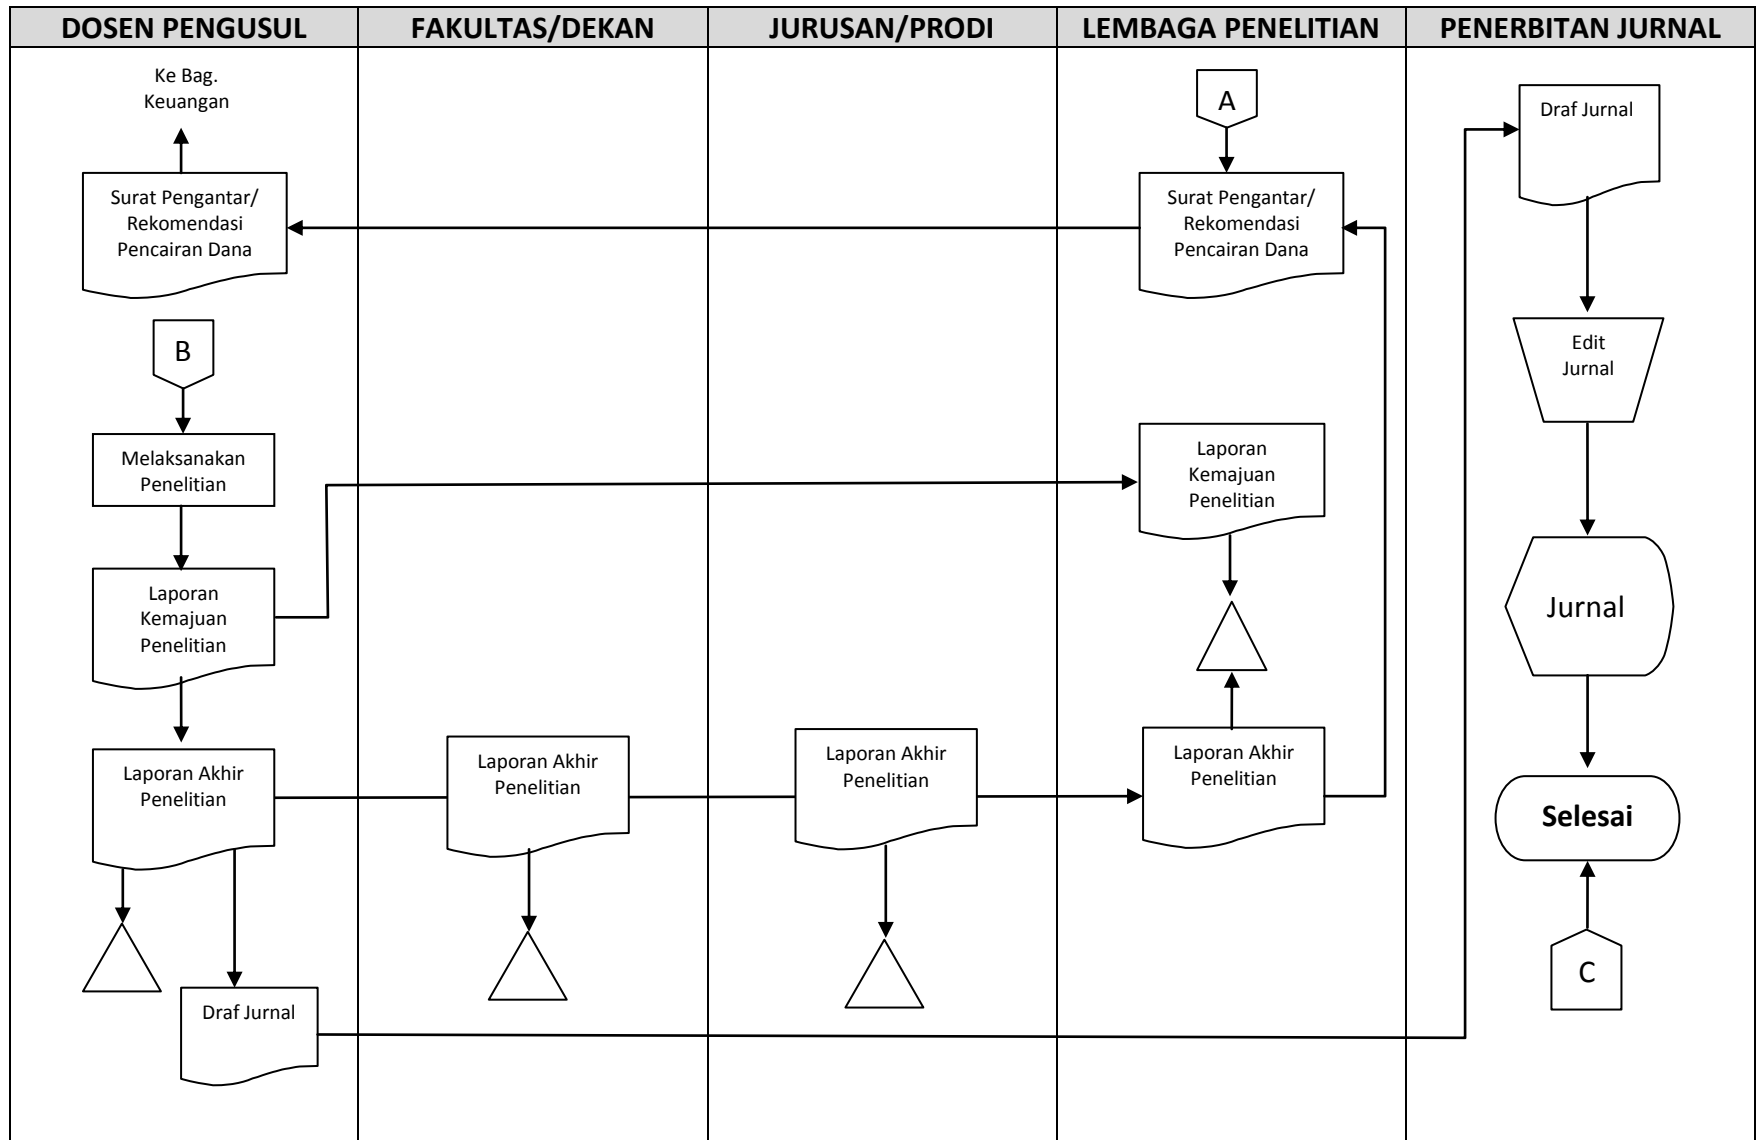 DOSEN PENGUSUL
FAKULTAS/DEKAN
JURUSAN/PRODI
LEMBAGA PENELITIAN
PENERBITAN JURNAL
Ke Bag.
Keuangan
Surat Pengantar/
Rekomendasi
Pencairan Dana
B
Melaksanakan
Penelitian
Laporan
Kemajuan
Penelitian
Laporan Akhir
Penelitian
Draf Jurnal
Laporan Akhir
Penelitian
Laporan Akhir
Penelitian
A
Surat Pengantar/
Rekomendasi
Pencairan Dana
Laporan
Kemajuan
Penelitian
Laporan Akhir
Penelitian
Draf Jurnal
Edit
Jurnal
Jurnal
Selesai
C